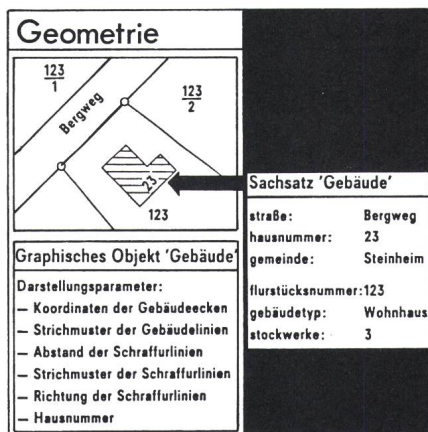 Geometrie
123
1
Bergweg
123
2
23
123
Graphisches Objekt 'Gebäude'
Darstellungsparameter:
— Koordinaten der Gebäudeecken
— Strichmuster der Gebäudelinien
— Abstand der Schraffurlinien
— Strichmuster der Schraffurlinien
— Richtung der Schraffurlinien
— Hausnummer
Sachsatz 'Gebäude'
straße: Bergweg
hausnummer: 23
gemeinde: Steinheim
flurstücksnummer: 123
gebäudetyp: Wohnhaus
stockwerke: 3